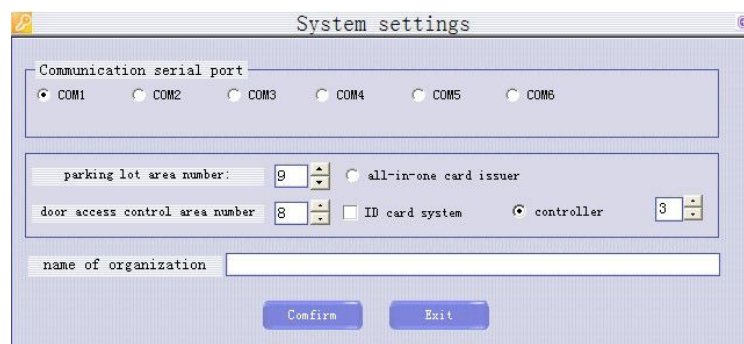 System settings
Communication serial port
COM1 COM2 COM3 COM4 COM5 COM6
parking lot area number: 9 all-in-one card issuer
door access control area number 8 ID card system controller 3
name of organization
Comfirm Exit